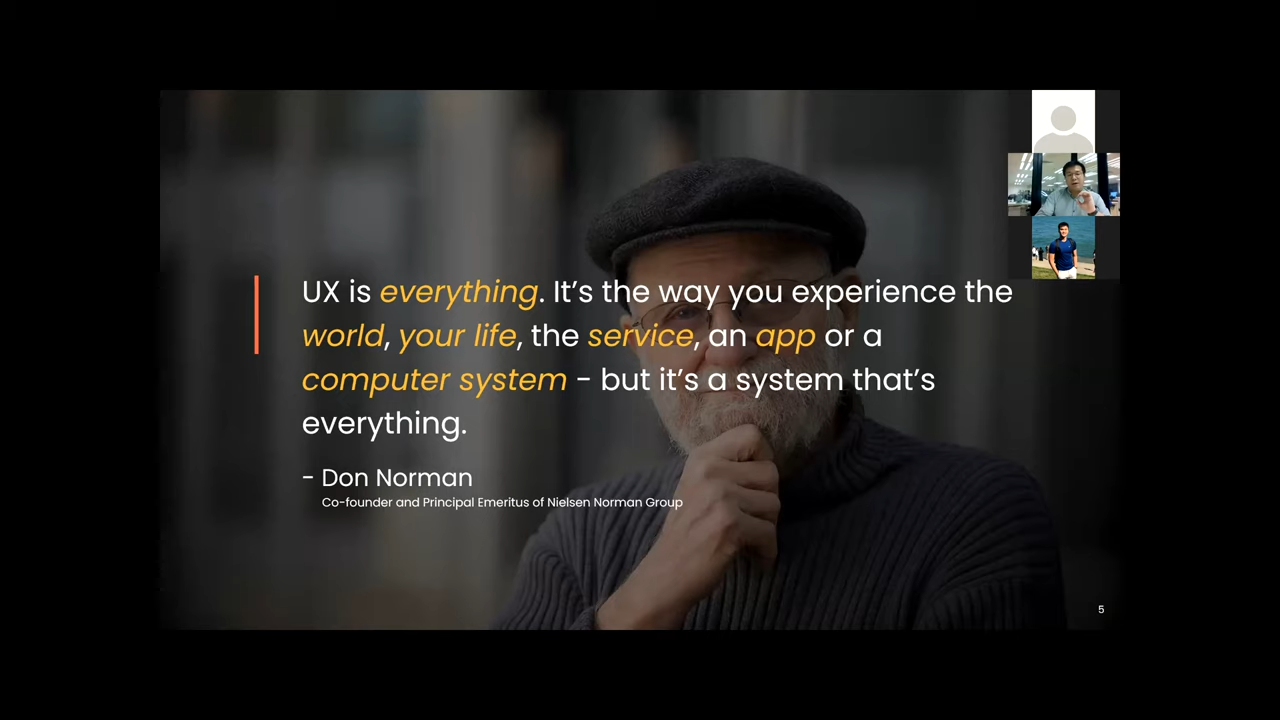 UX is everything. It’s the way you experience the
world, your life, the service, an app or a
computer system - but it’s a system that’s
everything.
- Don Norman
Co-founder and Principal Emeritus of Nielsen Norman Group
5